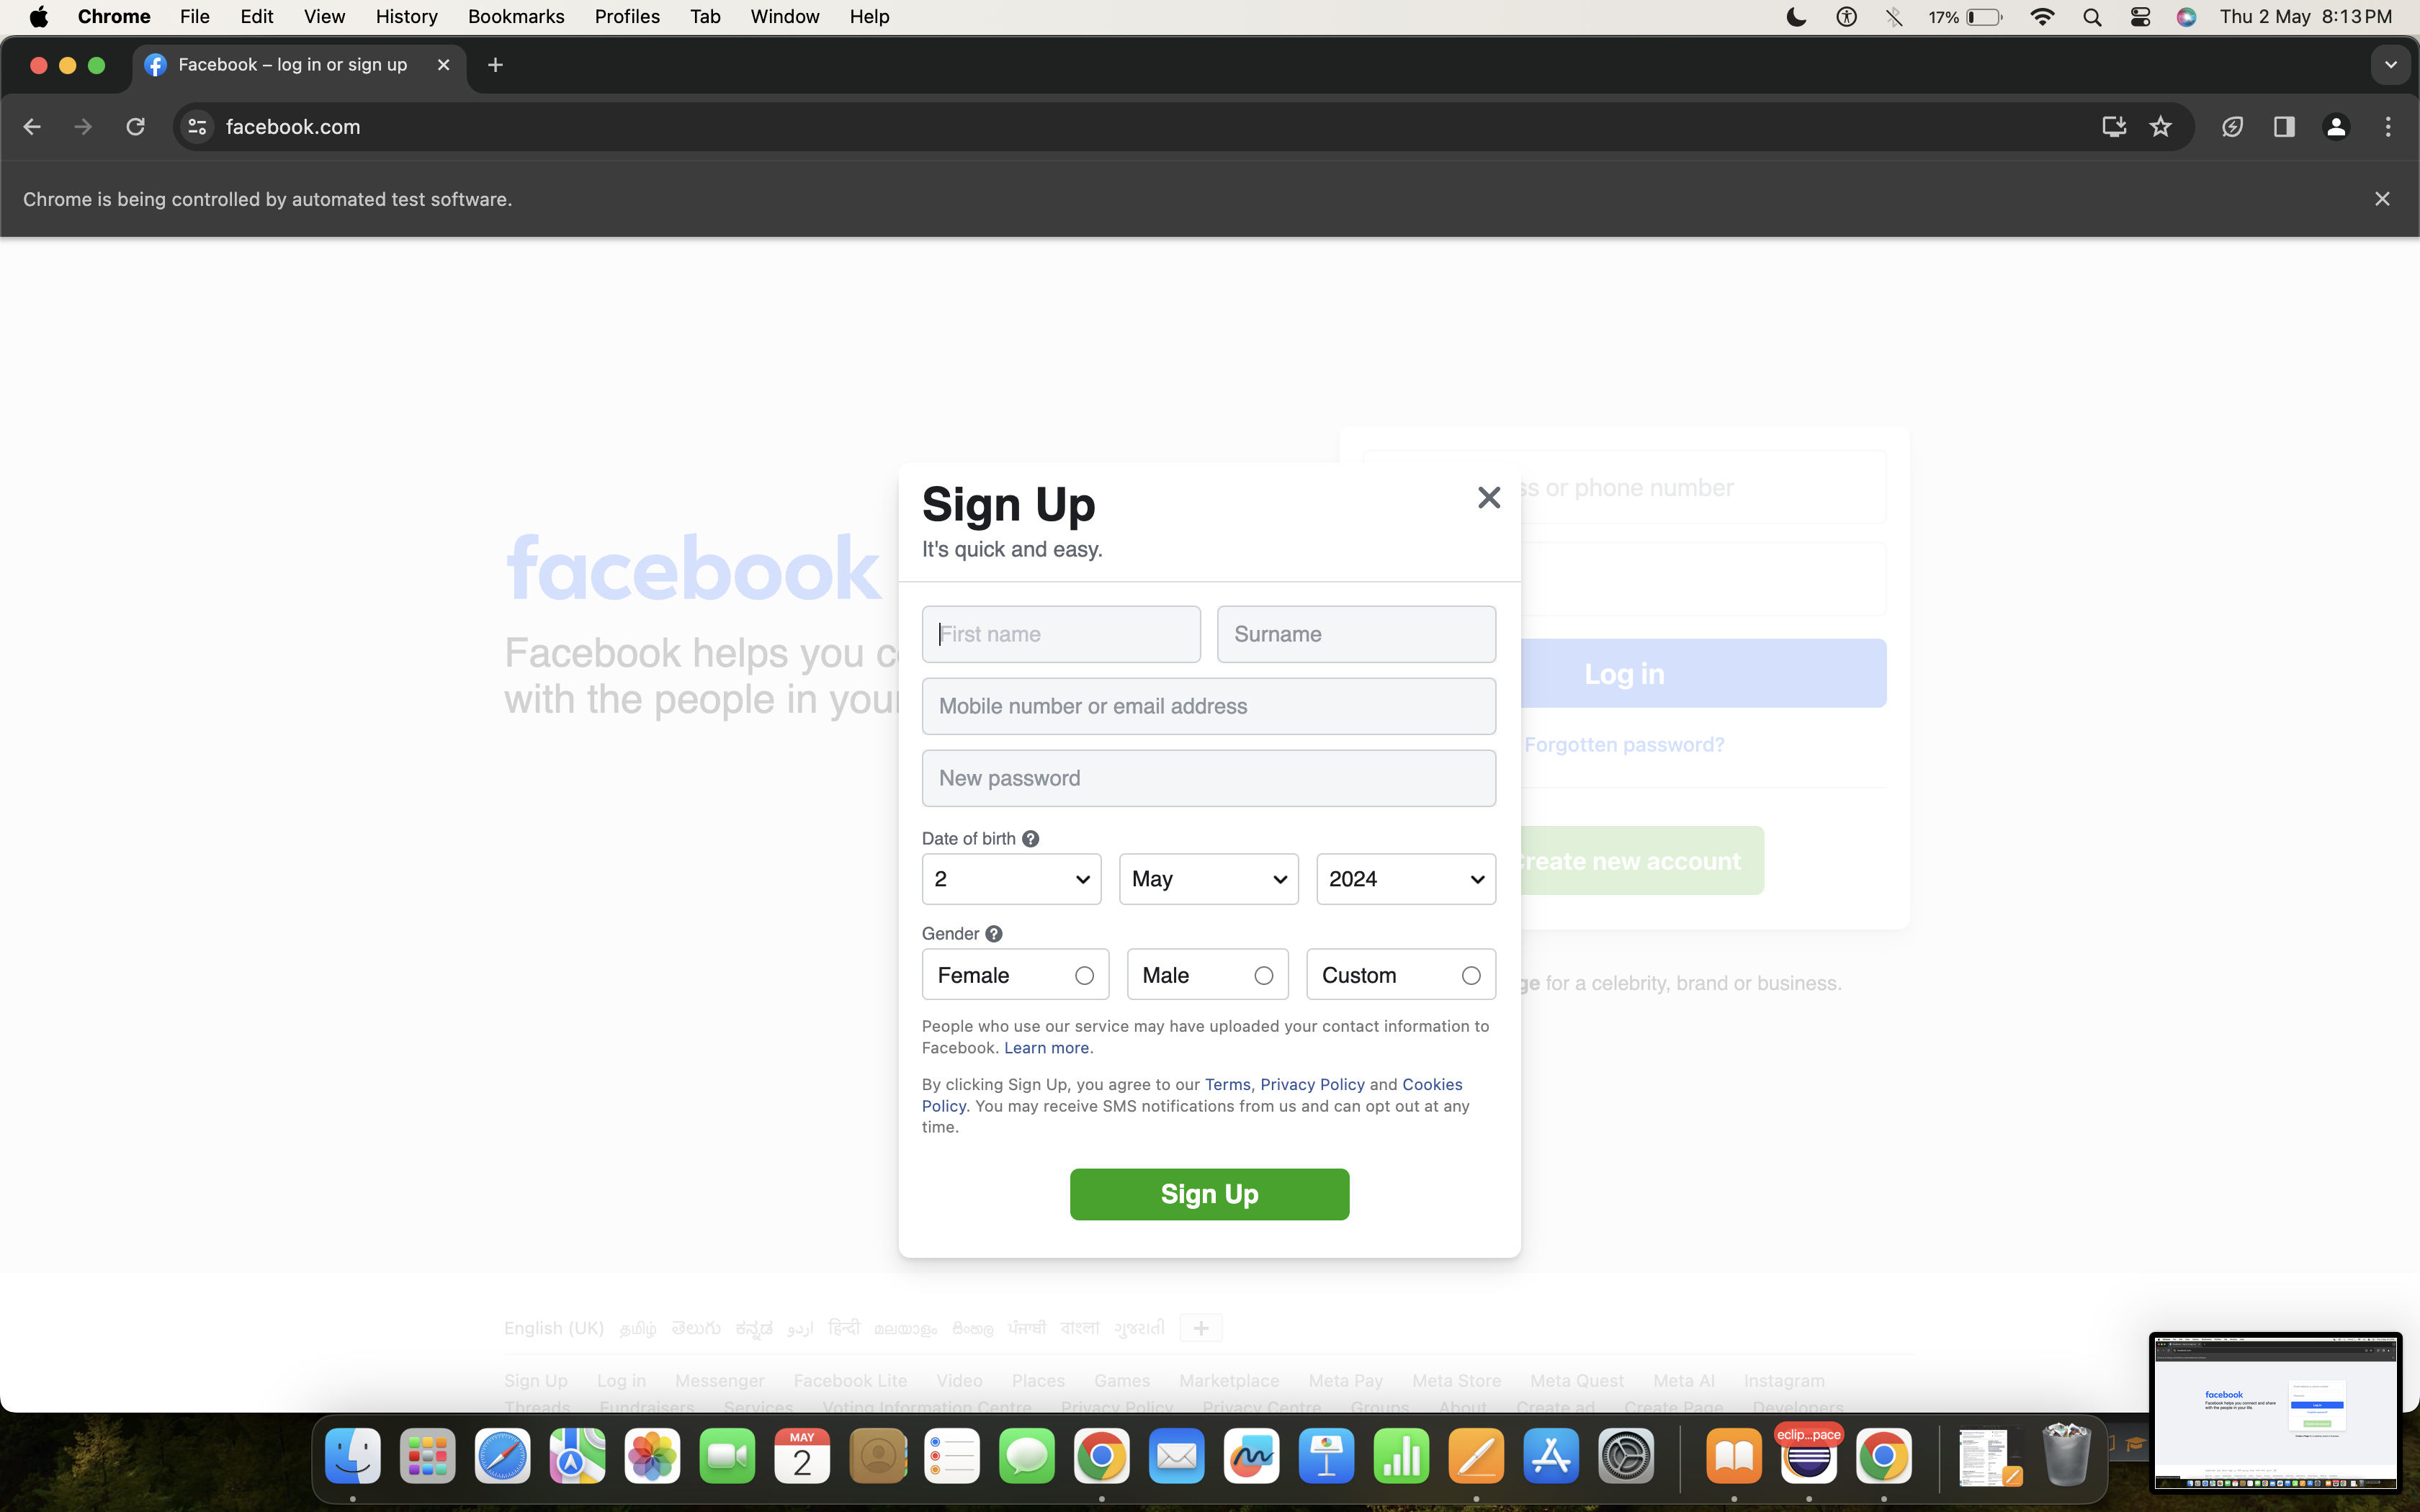 Chrome File Edit View History Bookmarks Profiles Tab Window Help 17% Thu 2 May 8:13 PM
Facebook – log in or sign up
facebook.com
Chrome is being controlled by automated test software.
facebook
Facebook helps you
with the people in
ss or phone number
Log in
Forgotten password?
Create new account
ge for a celebrity, brand or business.
Sign Up
It's quick and easy.
First name Surname
Mobile number or email address
New password
Date of birth ?
2 May 2024
Gender ?
Female Male Custom
People who use our service may have uploaded your contact information to
Facebook. Learn more.
By clicking Sign Up, you agree to our Terms, Privacy Policy and Cookies
Policy. You may receive SMS notifications from us and can opt out at any
time.
Sign Up
English (UK) தமிழ் తెలుగు ಕನ್ನಡ اردو हिन्दी മലയാളം සිංහල ਪੰਜਾਬੀ বাংলা ગુજરાતી +
Sign Up Log in Messenger Facebook Lite Video Places Games Marketplace Meta Pay Meta Store Meta Quest Meta AI Instagram
Threads Fundraisers Services Voting Information Centre Privacy Policy Privacy Centre Groups About Create ad Create Page Developers
MAY
2
eclip...pace
facebook